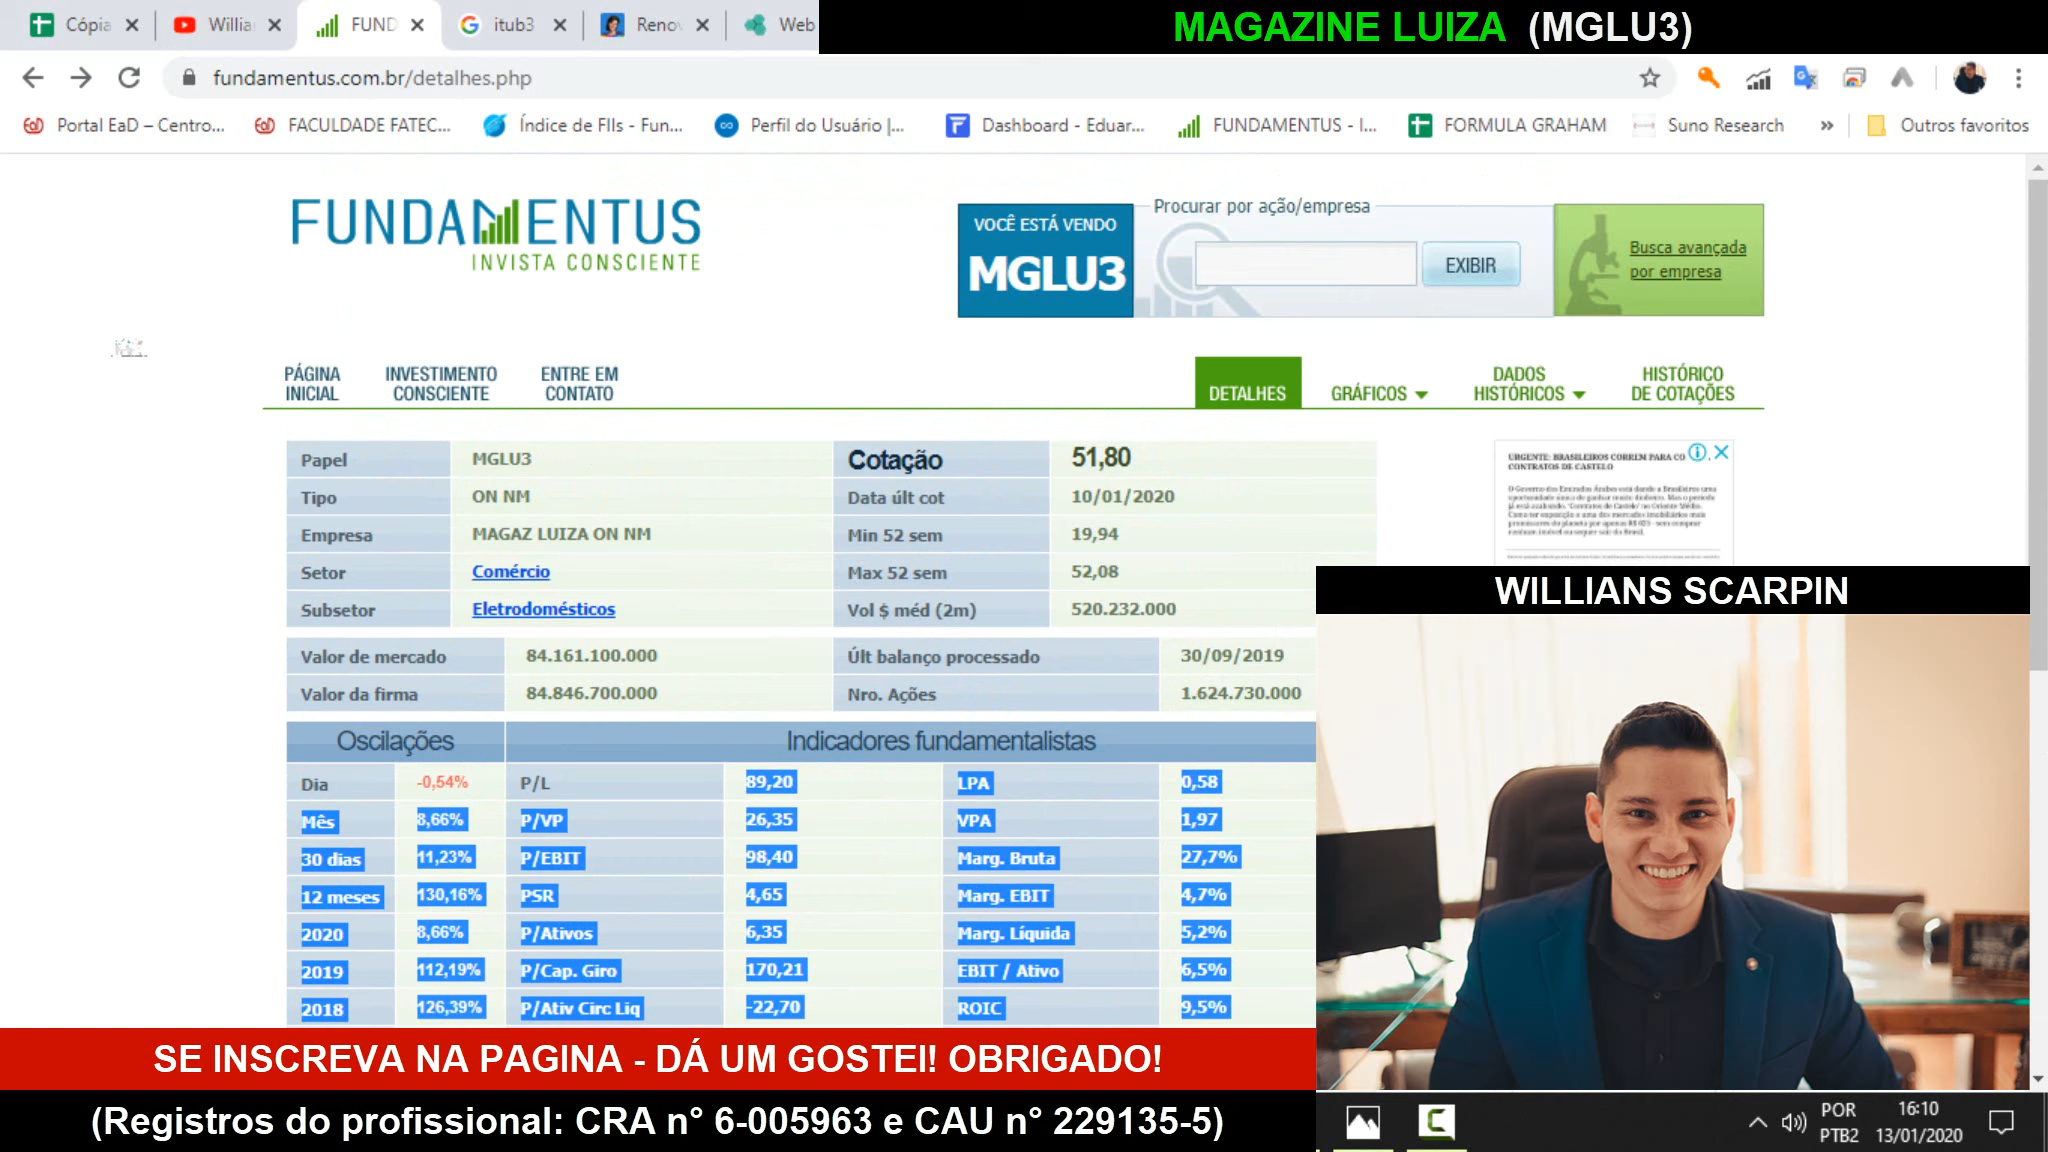 Cópia
Willia
FUND
itub3
Renov
Web
MAGAZINE LUIZA (MGLU3)
fundamentus.com.br/detalhes.php
Portal EaD – Centro...
FACULDADE FATEC...
Índice de FIIs - Fun...
Perfil do Usuário |...
Dashboard - Eduar...
FUNDAMENTUS - I...
FORMULA GRAHAM
Suno Research
»
Outros favoritos
FUNDAMENTUS
INVISTA CONSCIENTE
VOCÊ ESTÁ VENDO
MGLU3
Procurar por ação/empresa
EXIBIR
Busca avançada
por empresa
PÁGINA INICIAL
INVESTIMENTO CONSCIENTE
ENTRE EM CONTATO
DETALHES
GRÁFICOS
DADOS HISTÓRICOS
HISTÓRICO DE COTAÇÕES
Papel MGLU3 Cotação 51,80
Tipo ON NM Data últ cot 10/01/2020
Empresa MAGAZ LUIZA ON NM Min 52 sem 19,94
Setor Comércio Max 52 sem 52,08
Subsetor Eletrodomésticos Vol $ méd (2m) 520.232.000
URGENTE: BRASILEIROS CORREM PARA CO
CONTRATOS DE CASTELO
Valor de mercado 84.161.100.000 Últ balanço processado 30/09/2019
Valor da firma 84.846.700.000 Nro. Ações 1.624.730.000
Oscilações Indicadores fundamentalistas
Dia -0,54% P/L 89,20 LPA 0,58
Mês 8,66% P/VP 26,35 VPA 1,97
30 dias 11,23% P/EBIT 98,40 Marg. Bruta 27,7%
12 meses 130,16% PSR 4,65 Marg. EBIT 4,7%
2020 8,66% P/Ativos 6,35 Marg. Líquida 5,2%
2019 112,19% P/Cap. Giro 170,21 EBIT / Ativo 6,5%
2018 126,39% P/Ativ Circ Liq -22,70 ROIC 9,5%
WILLIANS SCARPIN
SE INSCREVA NA PAGINA - DÁ UM GOSTEI! OBRIGADO!
(Registros do profissional: CRA n° 6-005963 e CAU n° 229135-5)
POR
PTB2
16:10
13/01/2020